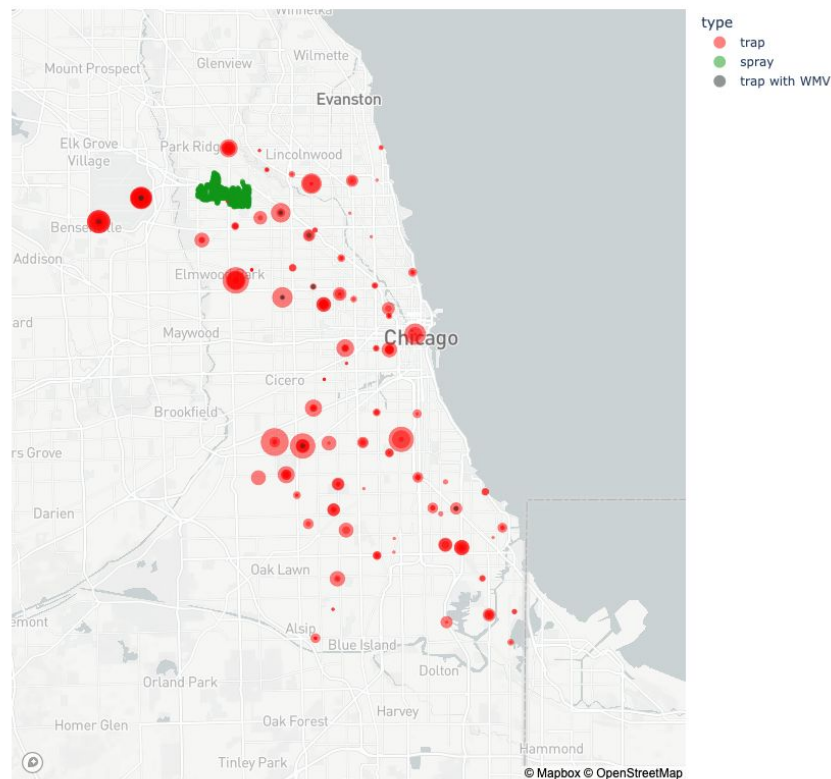 Winnetka
Wilmette
Glenview
Mount Prospect
Evanston
Elk Grove
Village
Park Ridge
Lincolnwood
Bensenville
Addison
Elmwood Park
ard
Maywood
Chicago
Cicero
Brookfield
rs Grove
Darien
Oak Lawn
emont
Alsip
Blue Island
Dolton
Orland Park
Harvey
Oak Forest
Homer Glen
Hammond
Tinley Park
© Mapbox © OpenStreetMap
type
trap
spray
trap with WMV